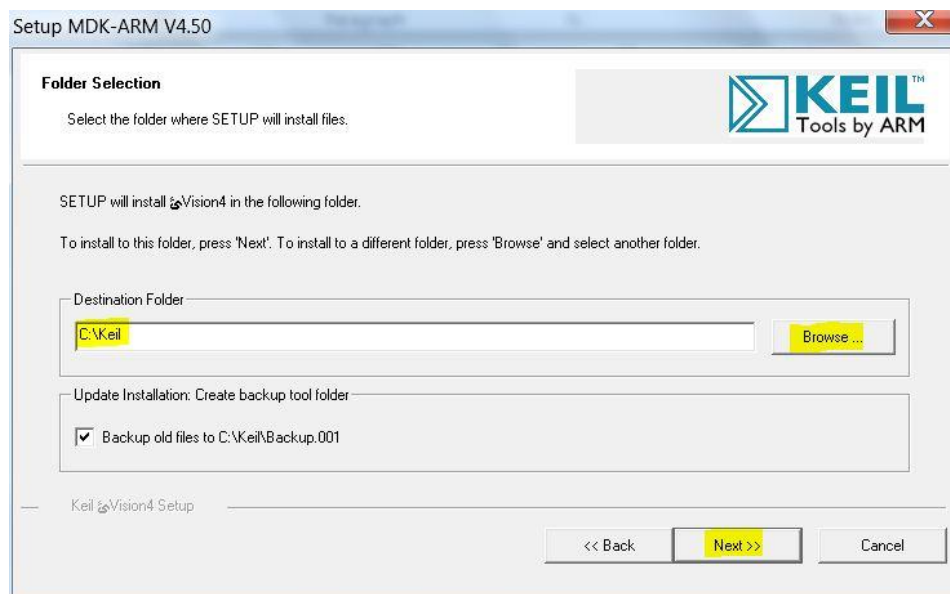 Setup MDK-ARM V4.50
Folder Selection
Select the folder where SETUP will install files.
KEIL™
Tools by ARM
SETUP will install ئVision4 in the following folder.
To install to this folder, press 'Next'. To install to a different folder, press 'Browse' and select another folder.
Destination Folder
C:\Keil
Browse ...
Update Installation: Create backup tool folder
Backup old files to C:\Keil\Backup.001
Keil ئVision4 Setup
<< Back
Next >>
Cancel